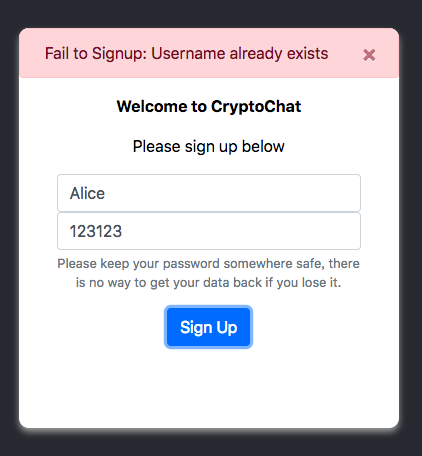 Fail to Signup: Username already exists ×
Welcome to CryptoChat
Please sign up below
Alice
123123
Please keep your password somewhere safe, there
is no way to get your data back if you lose it.
Sign Up